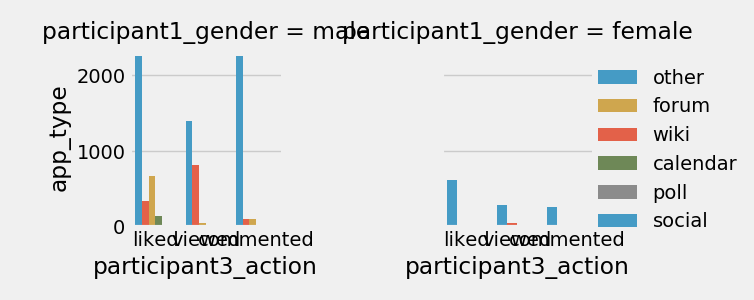 participant1_gender = male
participant1_gender = female
app_type
2000
1000
0
liked
viewed
commented
participant3_action
liked
viewed
commented
participant3_action
other
forum
wiki
calendar
poll
social